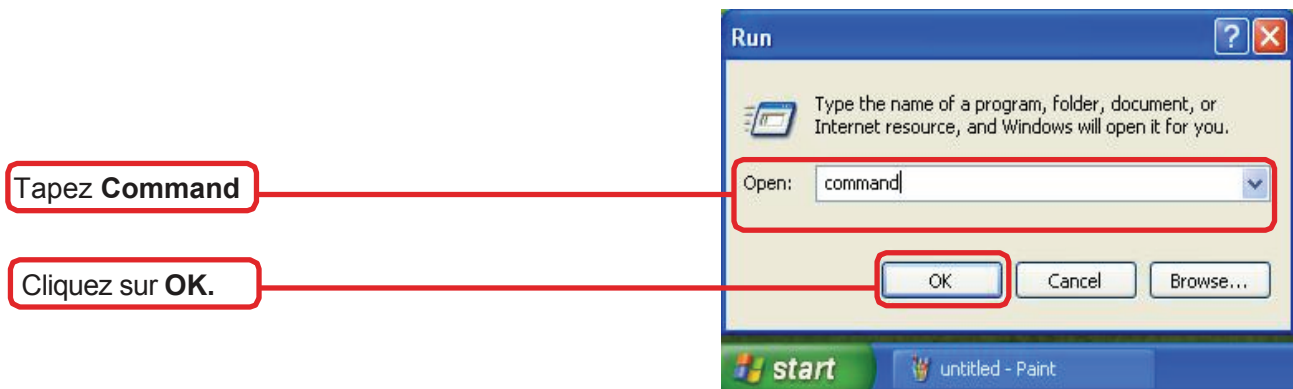 Run
Type the name of a program, folder, document, or
Internet resource, and Windows will open it for you.
Tapez Command
Open: command
Cliquez sur OK.
OK Cancel Browse...
start untitled - Paint